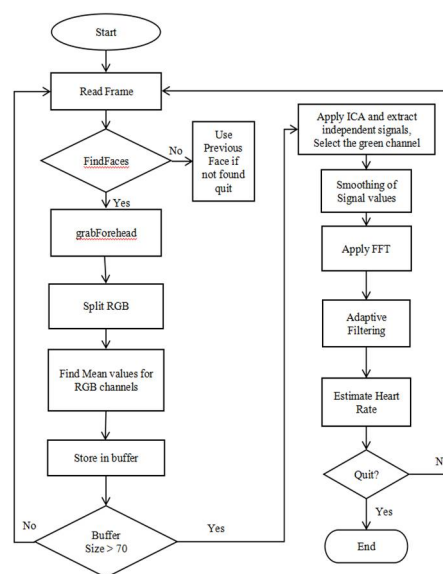 Start
Read Frame
FindFaces
No
Use
Previous
Face if
not found
quit
Yes
grabForehead
Split RGB
Find Mean values for
RGB channels
Store in buffer
Buffer
Size > 70
No
Yes
Apply ICA and extract
independent signals,
Select the green channel
Smoothing of
Signal values
Apply FFT
Adaptive
Filtering
Estimate Heart
Rate
Quit?
N
Yes
End